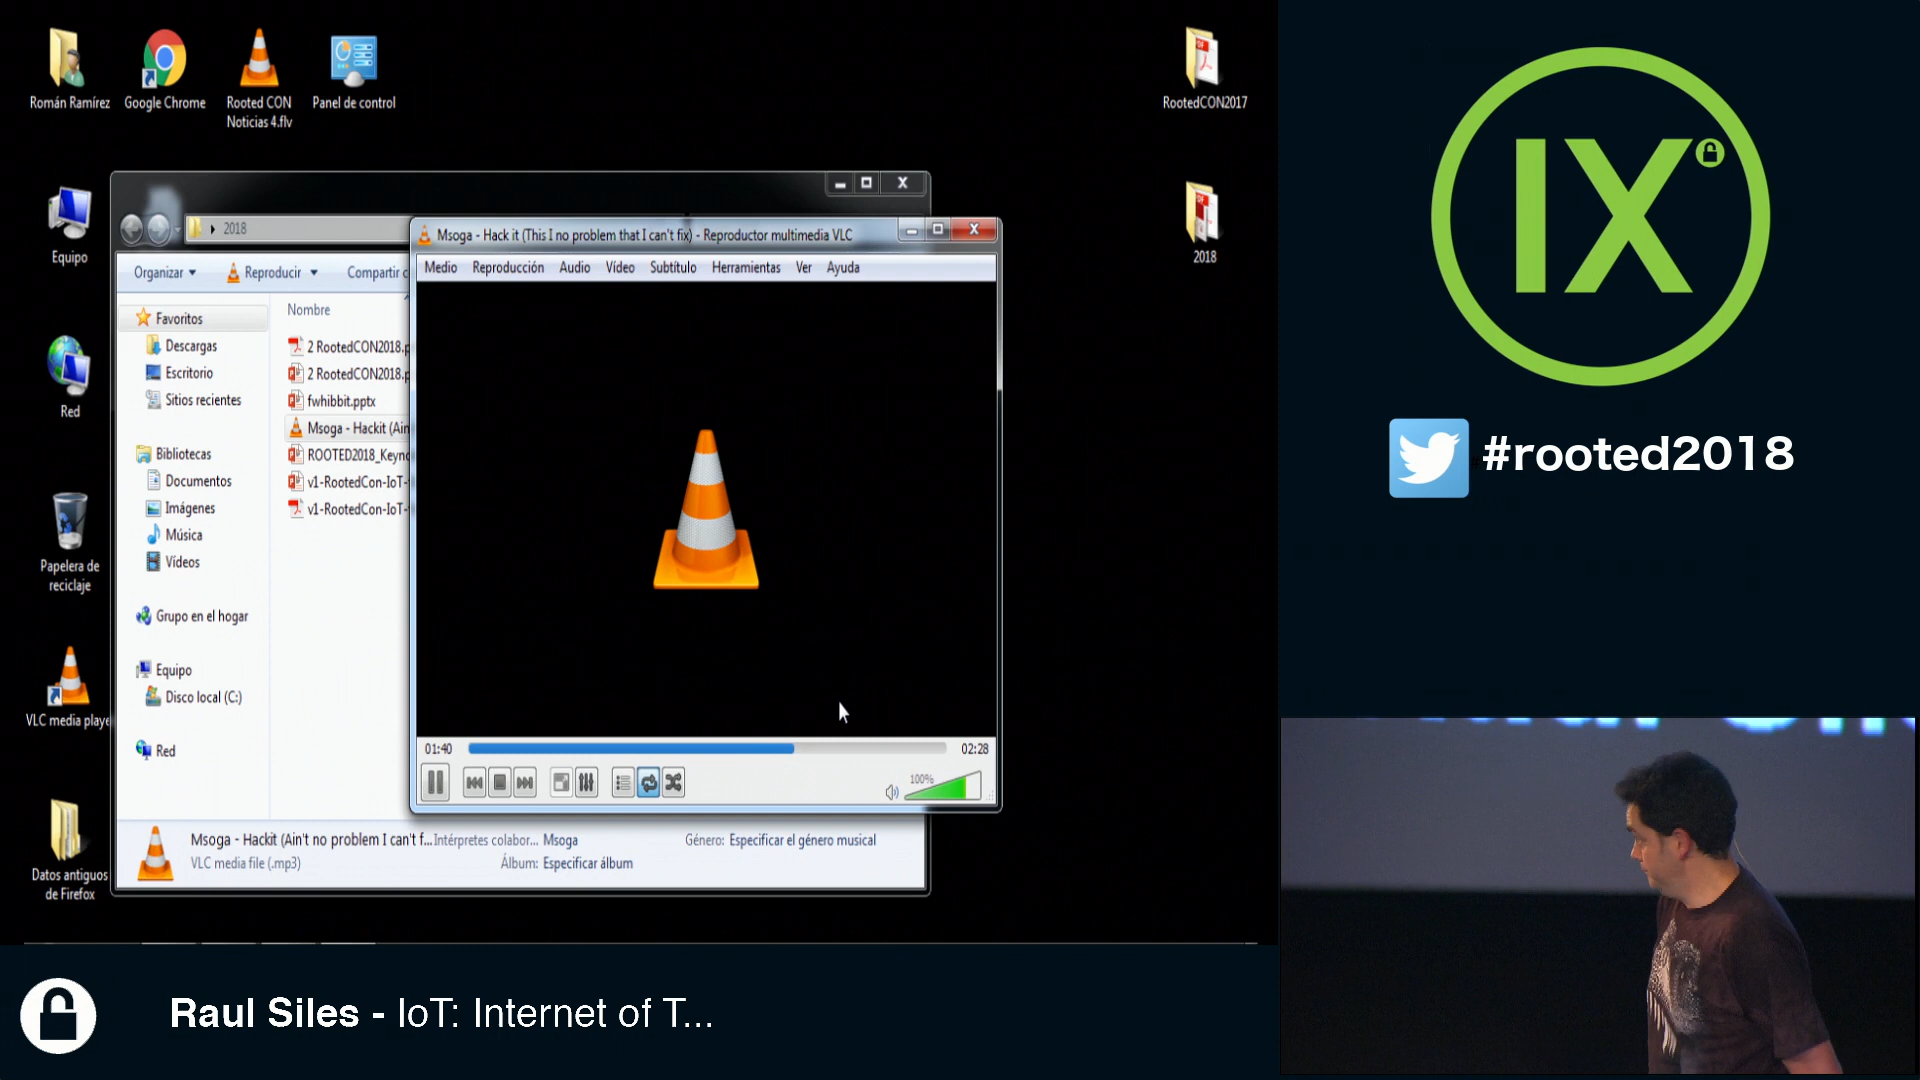 Román Ramírez
Google Chrome
Rooted CON
Noticias 4.flv
Panel de control
RootedCON2017
2018
Equipo
Red
Papelera de
reciclaje
VLC media playe
Datos antiguos
de Firefox
2018
Organizar
Reproducir
Compartir c
Favoritos
Descargas
Escritorio
Sitios recientes
Bibliotecas
Documentos
Imágenes
Música
Vídeos
Grupo en el hogar
Equipo
Disco local (C:)
Red
Nombre
2 RootedCON2018.p
2 RootedCON2018.p
fwhibbit.pptx
Msoga - Hackit (Ain
ROOTED2018_Keyno
v1-RootedCon-IoT-
v1-RootedCon-IoT-
Msoga - Hack it (This I no problem that I can't fix) - Reproductor multimedia VLC
Medio Reproducción Audio Vídeo Subtítulo Herramientas Ver Ayuda
01:40 02:28
100%
Msoga - Hackit (Ain't no problem I can't f... Intérpretes colabor... Msoga Género: Especificar el género musical
VLC media file (.mp3) Álbum: Especificar álbum
IX
#rooted2018
Raul Siles - IoT: Internet of T...